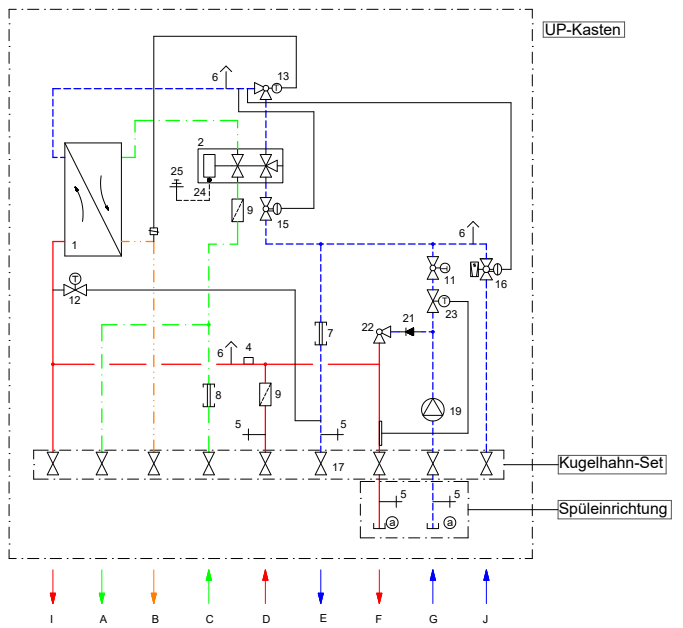 UP-Kasten
6
13
2
25
24
9
15
6
1
11
16
12
23
22
21
7
6
4
8
9
19
5
5
17
Kugelhahn-Set
5
5
Spüleinrichtung
a
a
I
A
B
C
D
E
F
G
J
T
T
T